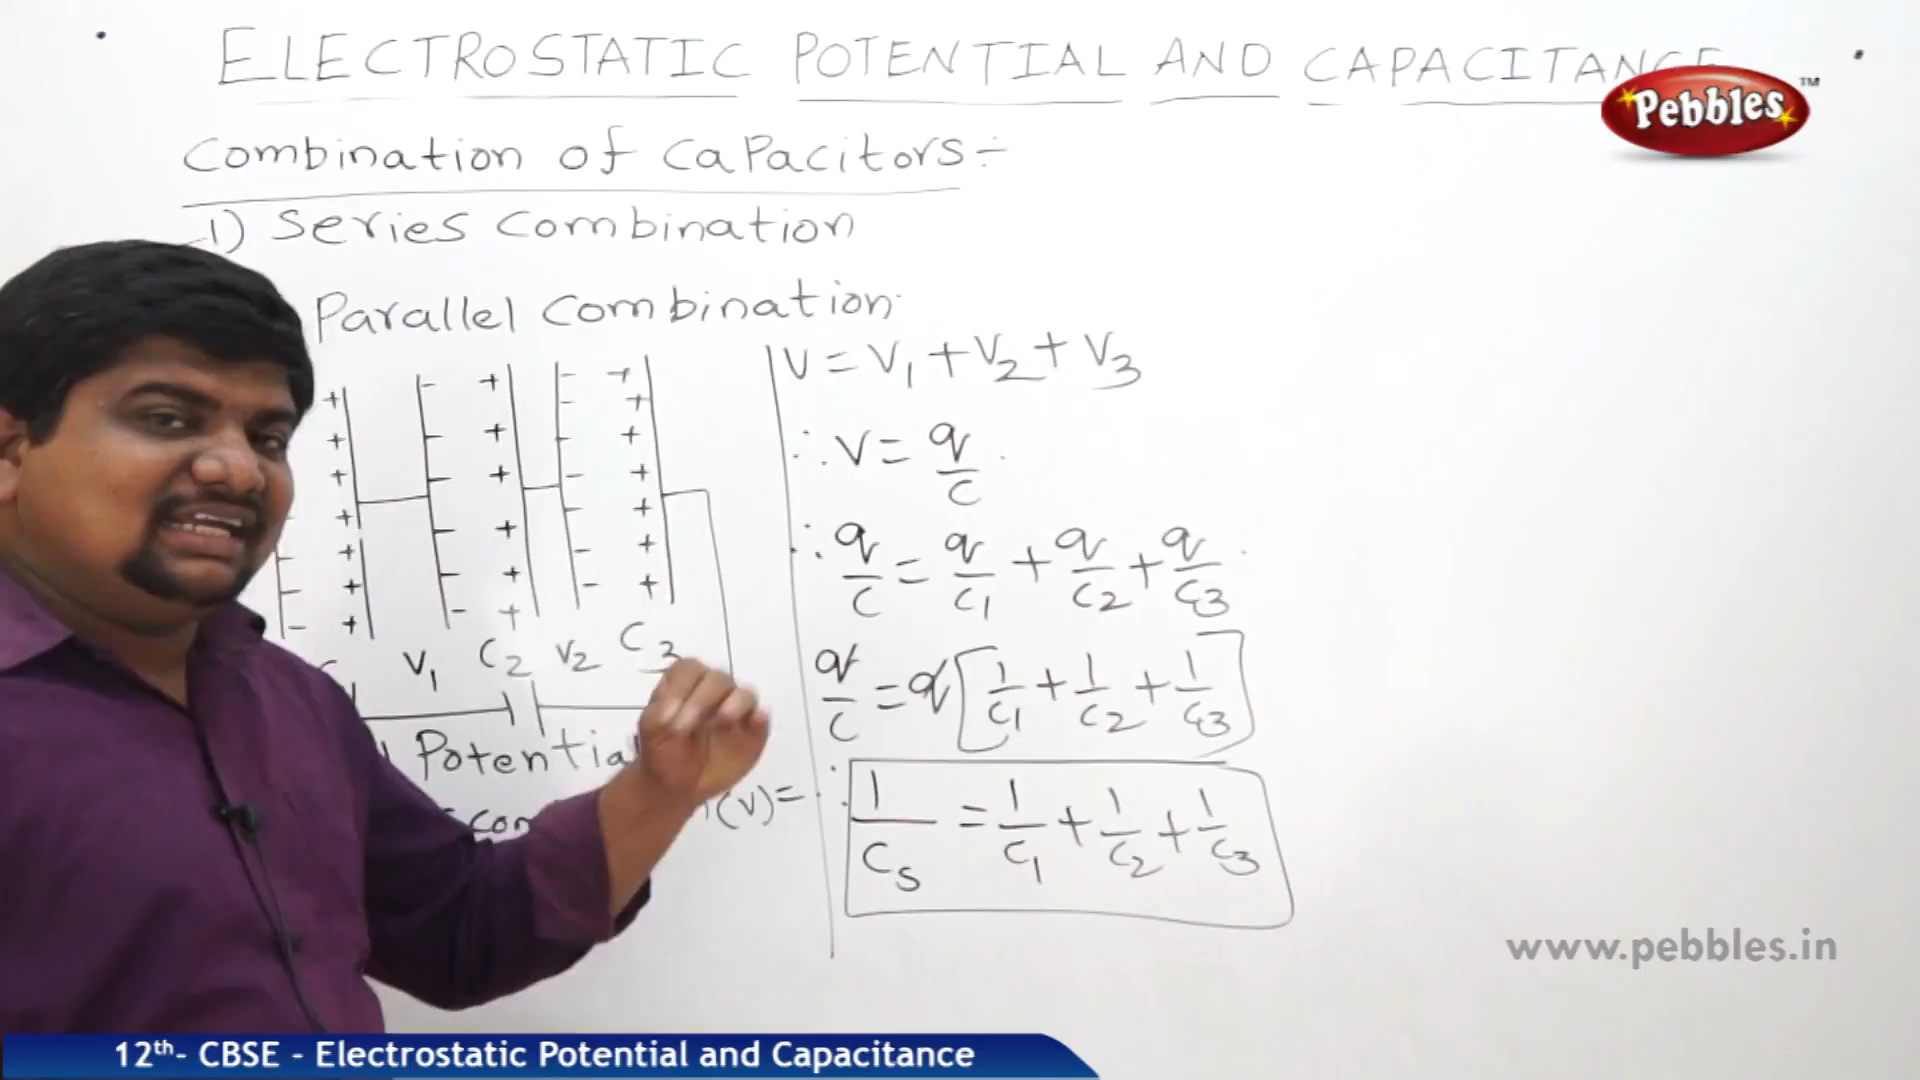 ELECTROSTATIC POTENTIAL AND CAPACITANCE
Pebbles™
Combination of Capacitors:-
1) Series Combination
Parallel Combination
V = V₁ + V₂ + V₃
∴ V = q/C
∴ q/C = q/C₁ + q/C₂ + q/C₃
q/C = q[1/C₁ + 1/C₂ + 1/C₃]
∴ 1/Cs = 1/C₁ + 1/C₂ + 1/C₃
V₁ C₂ V₂ C₃
Potential
(V) =
www.pebbles.in
12th- CBSE - Electrostatic Potential and Capacitance